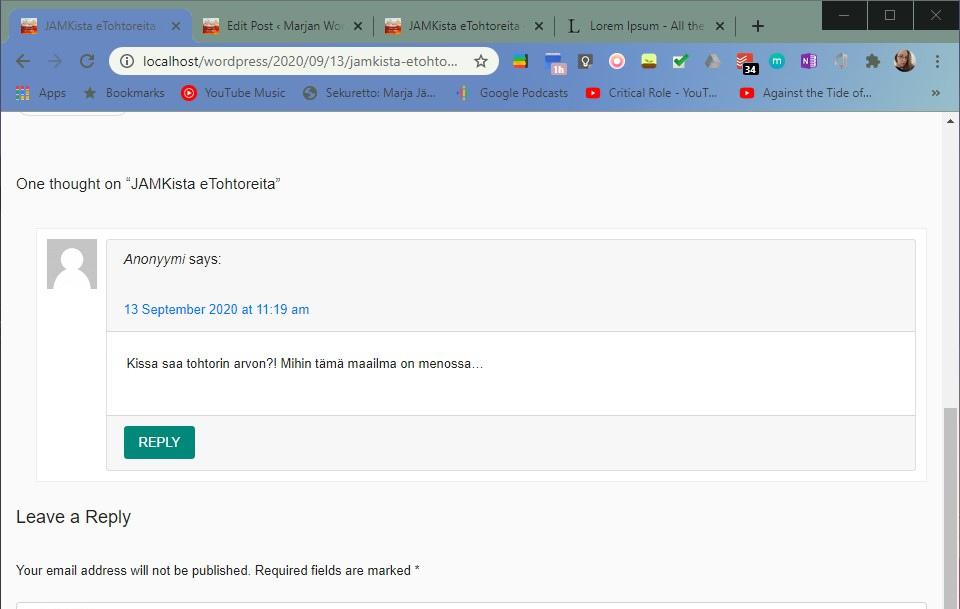 JAMKista eTohtoreita
Edit Post ‹ Marjan Wo
JAMKista eTohtoreita
L Lorem Ipsum - All the
localhost/wordpress/2020/09/13/jamkista-etohto...
1h
34
m
N
Apps
Bookmarks
YouTube Music
Sekuretto: Marja Jä...
Google Podcasts
Critical Role - YouT...
Against the Tide of...
»
One thought on “JAMKista eTohtoreita”
Anonyymi says:
13 September 2020 at 11:19 am
Kissa saa tohtorin arvon?! Mihin tämä maailma on menossa…
REPLY
Leave a Reply
Your email address will not be published. Required fields are marked *